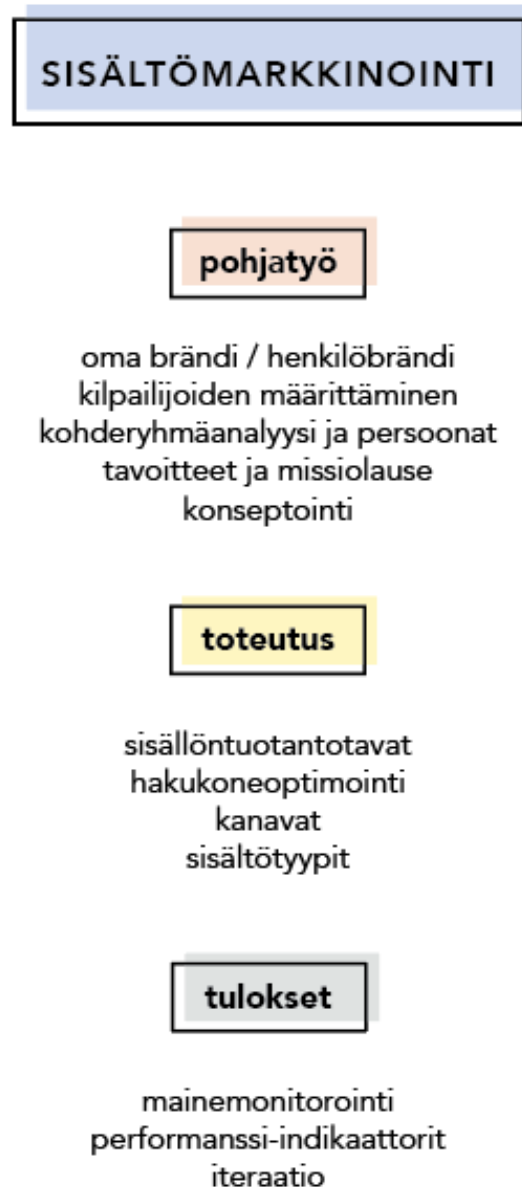 SISÄLTÖMARKKINOINTI
pohjatyö
oma brändi / henkilöbrändi
kilpailijoiden määrittäminen
kohderyhmäanalyysi ja persoonat
tavoitteet ja missiolause
konseptointi
toteutus
sisällöntuotantotavat
hakukoneoptimointi
kanavat
sisältötyypit
tulokset
mainemonitorointi
performanssi-indikaattorit
iteraatio